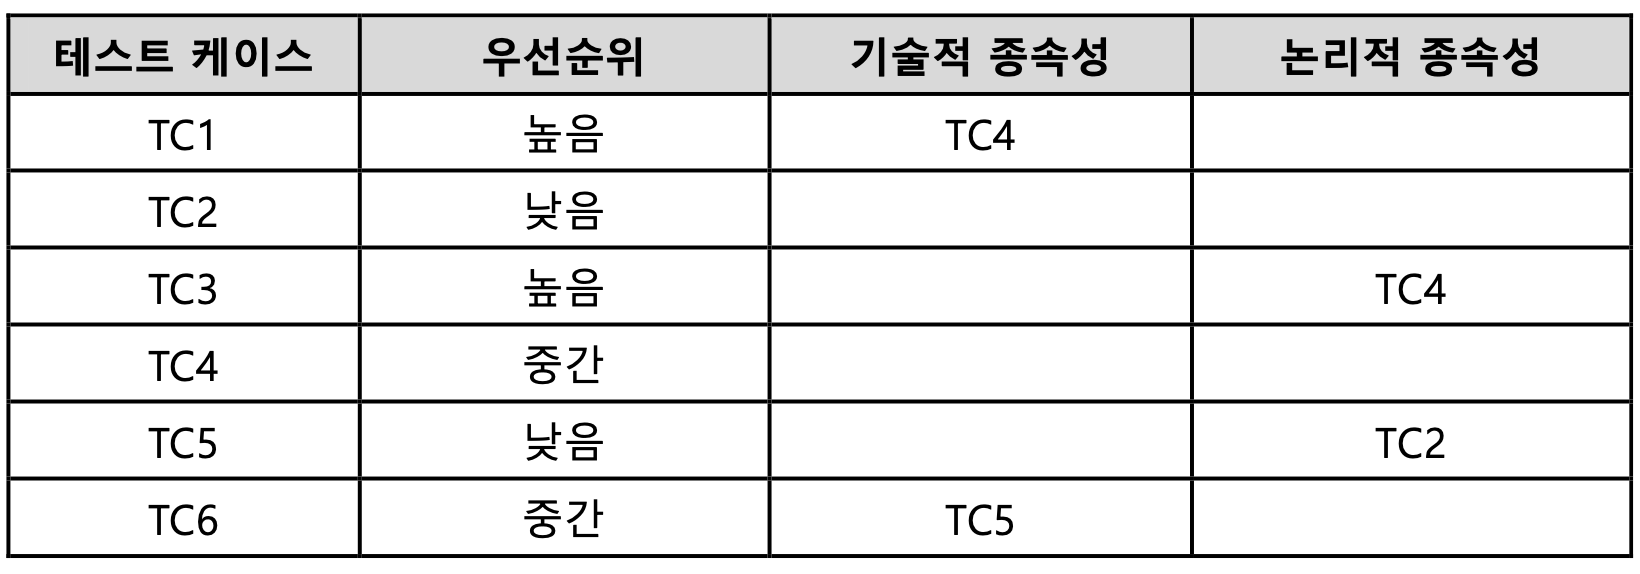 테스트 케이스 우선순위 기술적 종속성 논리적 종속성
TC1 높음 TC4
TC2 낮음
TC3 높음 TC4
TC4 중간
TC5 낮음 TC2
TC6 중간 TC5